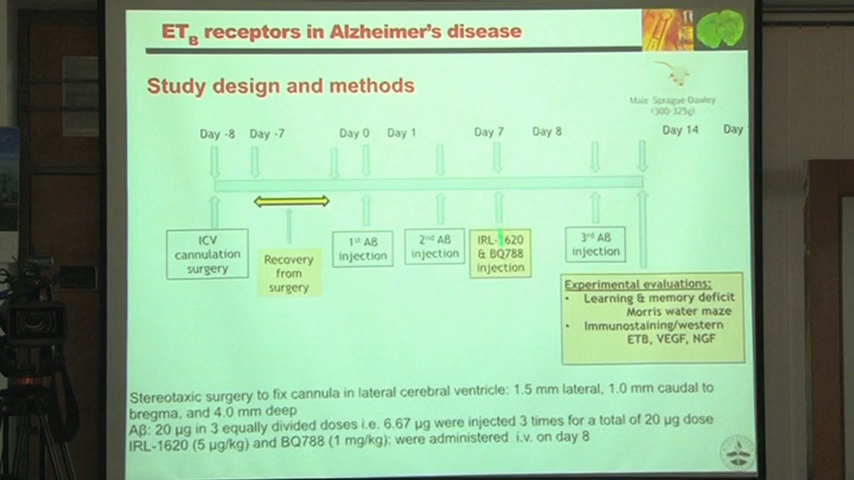 ETB receptors in Alzheimer's disease
Study design and methods
Male Sprague Dawley
(300-325g)
Day -8 Day -7 Day 0 Day 1 Day 7 Day 8 Day 14 Day
ICV
cannulation
surgery
Recovery
from
surgery
1st Aß
injection
2nd Aß
injection
IRL-1620
& BQ788
injection
3rd Aß
injection
Experimental evaluations:
• Learning & memory deficit
Morris water maze
• Immunostaining/western
ETB, VEGF, NGF
Stereotaxic surgery to fix cannula in lateral cerebral ventricle: 1.5 mm lateral, 1.0 mm caudal to
bregma, and 4.0 mm deep
Aβ: 20 µg in 3 equally divided doses i.e. 6.67 µg were injected 3 times for a total of 20 µg dose
IRL-1620 (5 µg/kg) and BQ788 (1 mg/kg): were administered i.v. on day 8